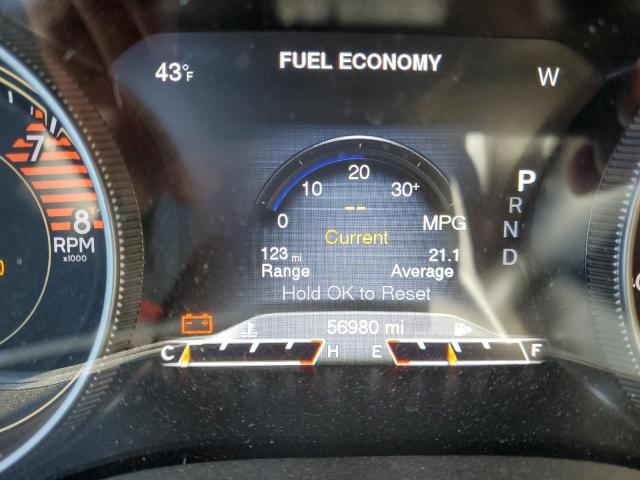 43°F
FUEL ECONOMY
W
7
8
RPM
x1000
0 10 20 30+
--
MPG
Current
123 mi
Range
21.1
Average
Hold OK to Reset
P
R
N
D
56980 mi
C H E F